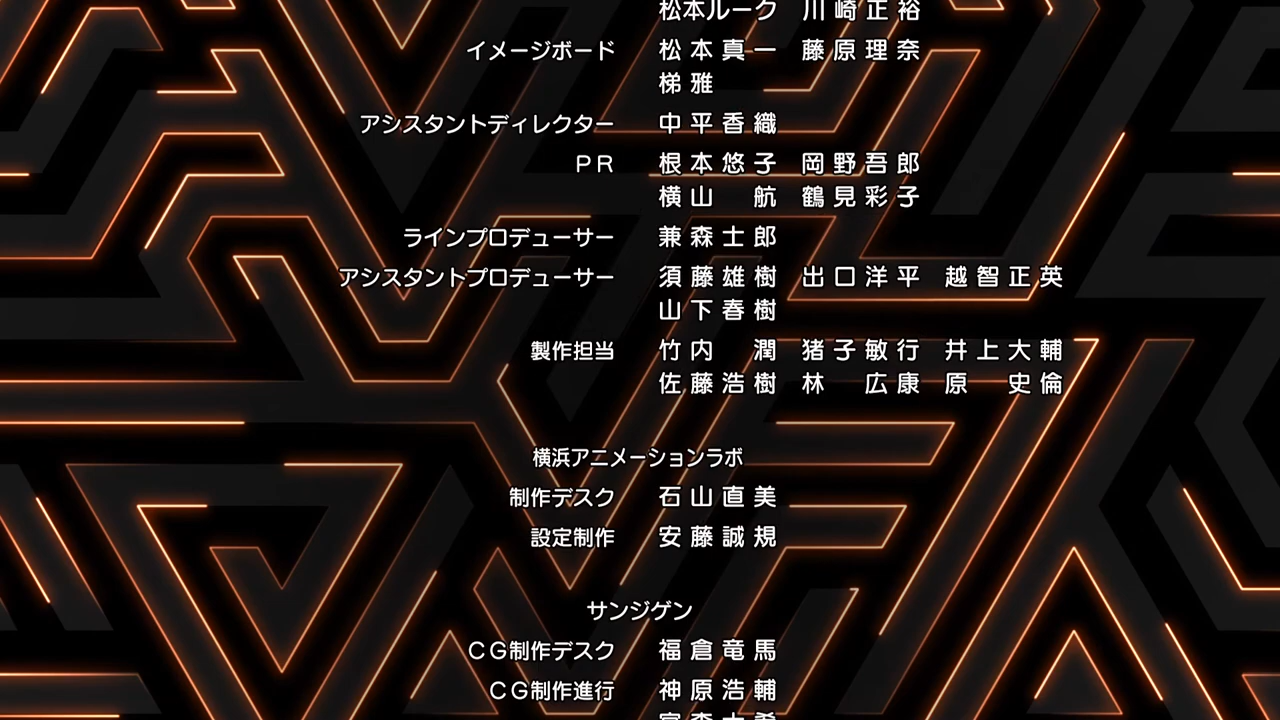 松本ルーク 川崎正裕
イメージボード 松本真一 藤原理奈
梯雅
アシスタントディレクター 中平香織
PR 根本悠子 岡野吾郎
横山 航 鶴見彩子
ラインプロデューサー 兼森士郎
アシスタントプロデューサー 須藤雄樹 出口洋平 越智正英
山下春樹
製作担当 竹内 潤 猪子敏行 井上大輔
佐藤浩樹 林 広康 原 史倫
横浜アニメーションラボ
制作デスク 石山直美
設定制作 安藤誠規
サンジゲン
CG制作デスク 福倉竜馬
CG制作進行 神原浩輔